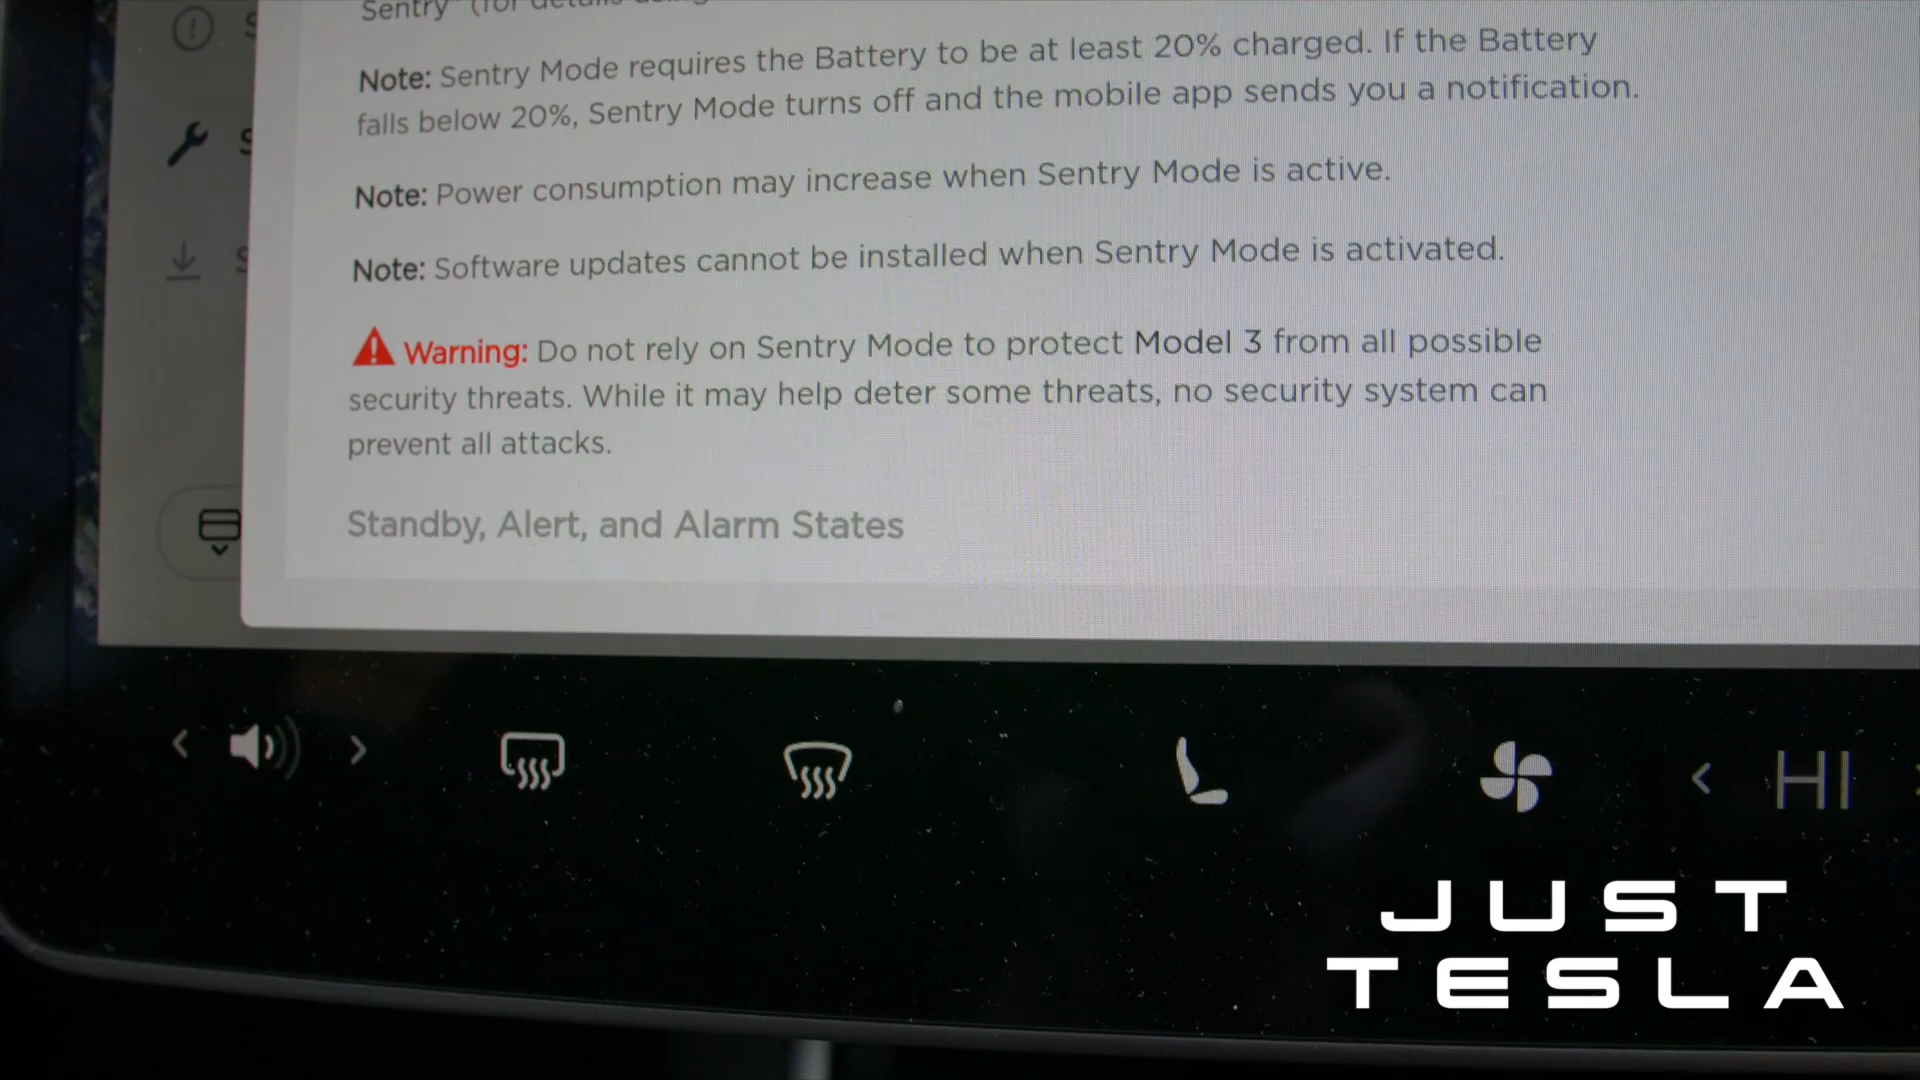 Sentry
Note: Sentry Mode requires the Battery to be at least 20% charged. If the Battery
falls below 20%, Sentry Mode turns off and the mobile app sends you a notification.
Note: Power consumption may increase when Sentry Mode is active.
Note: Software updates cannot be installed when Sentry Mode is activated.
Warning: Do not rely on Sentry Mode to protect Model 3 from all possible
security threats. While it may help deter some threats, no security system can
prevent all attacks.
Standby, Alert, and Alarm States
HI
JUST
TESLA